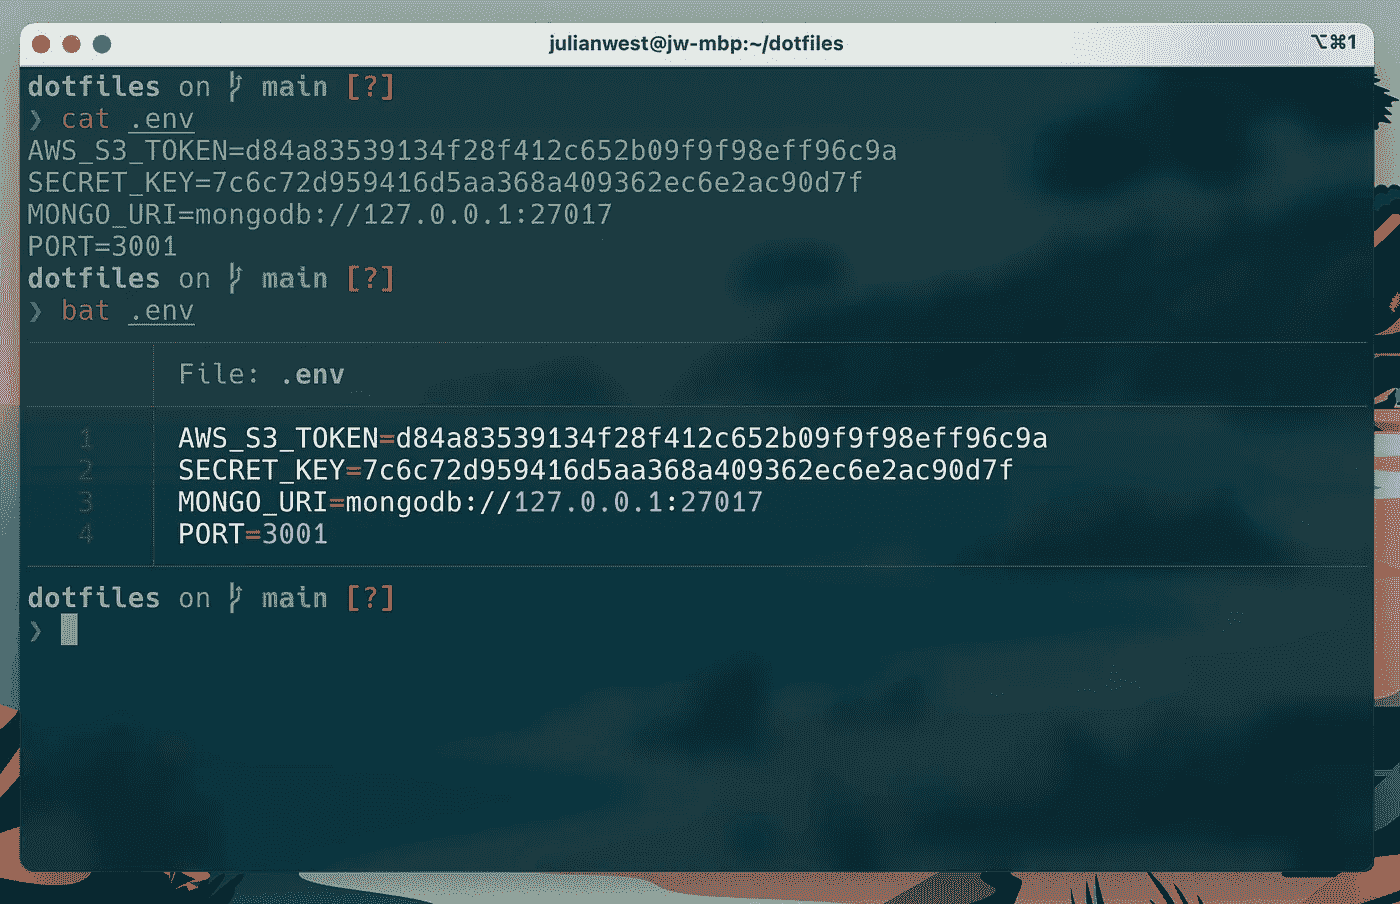 julianwest@jw-mbp:~/dotfiles
⌥⌘1
dotfiles on main [?]
❯ cat .env
AWS_S3_TOKEN=d84a83539134f28f412c652b09f9f98eff96c9a
SECRET_KEY=7c6c72d959416d5aa368a409362ec6e2ac90d7f
MONGO_URI=mongodb://127.0.0.1:27017
PORT=3001
dotfiles on main [?]
❯ bat .env
File: .env
1 AWS_S3_TOKEN=d84a83539134f28f412c652b09f9f98eff96c9a
2 SECRET_KEY=7c6c72d959416d5aa368a409362ec6e2ac90d7f
3 MONGO_URI=mongodb://127.0.0.1:27017
4 PORT=3001
dotfiles on main [?]
❯